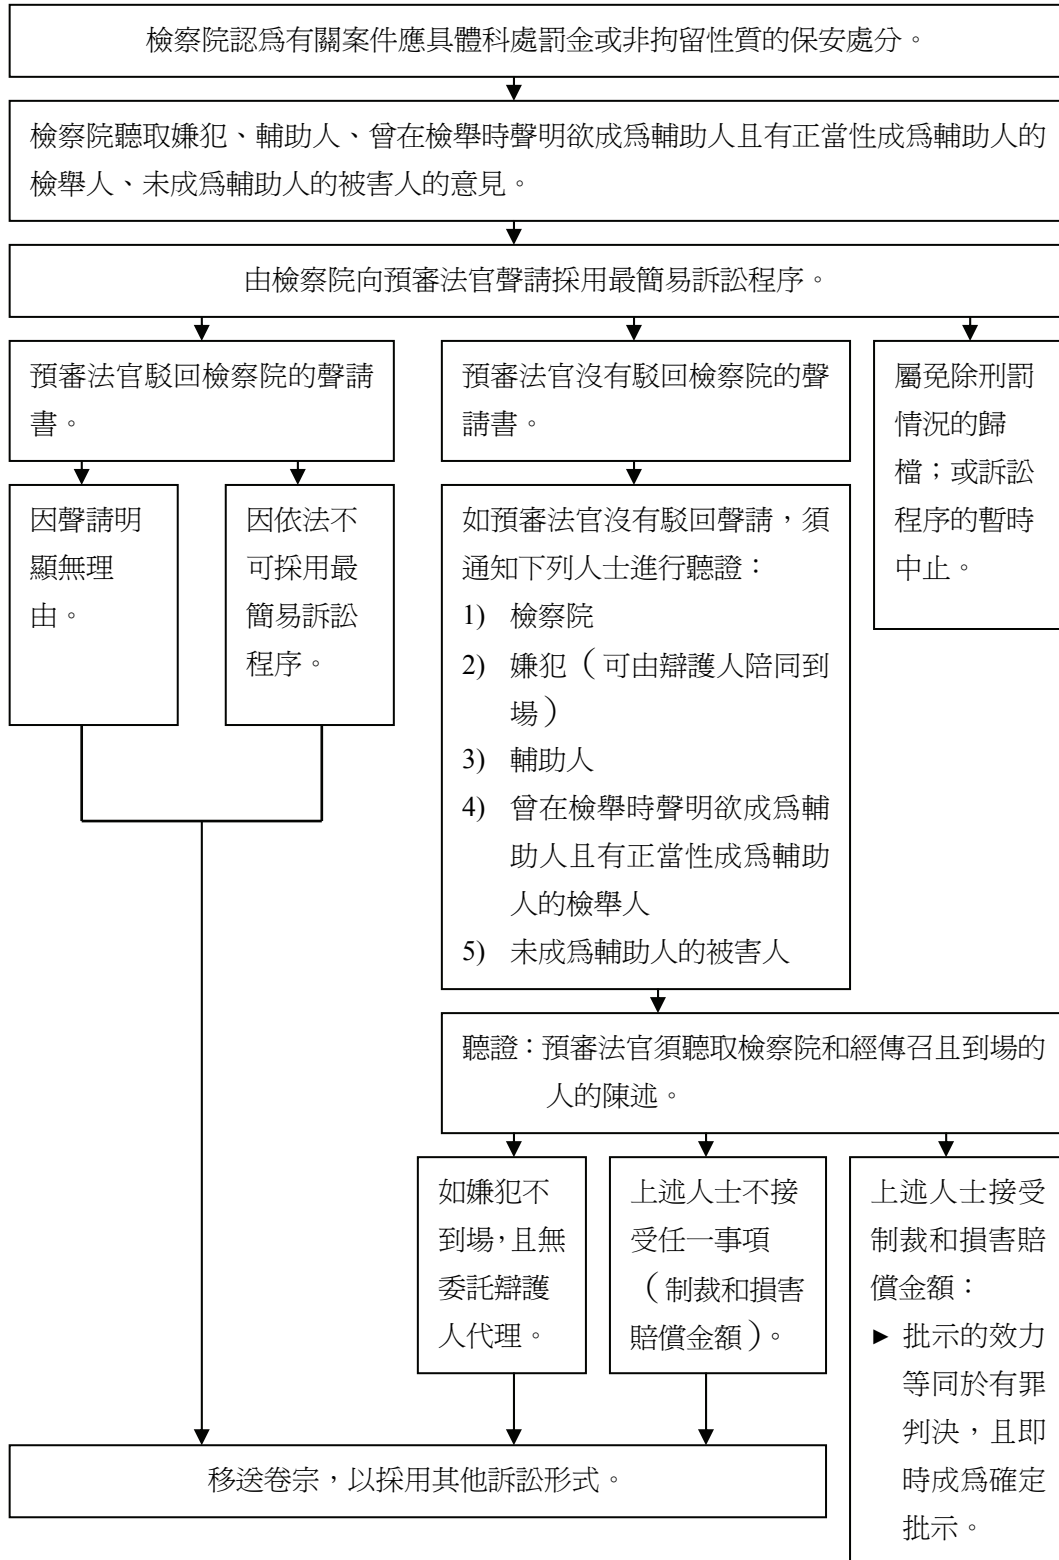 檢察院認爲有關案件應具體科處罰金或非拘留性質的保安處分。
檢察院聽取嫌犯、輔助人、曾在檢舉時聲明欲成爲輔助人且有正當性成爲輔助人的
檢舉人、未成爲輔助人的被害人的意見。
由檢察院向預審法官聲請採用最簡易訴訟程序。
預審法官駁回檢察院的聲請
書。
預審法官沒有駁回檢察院的聲
請書。
屬免除刑罰
情況的歸
檔；或訴訟
程序的暫時
中止。
因聲請明
顯無理
由。
因依法不
可採用最
簡易訴訟
程序。
如預審法官沒有駁回聲請，須
通知下列人士進行聽證：
1) 檢察院
2) 嫌犯（可由辯護人陪同到
場）
3) 輔助人
4) 曾在檢舉時聲明欲成爲輔
助人且有正當性成爲輔助
人的檢舉人
5) 未成爲輔助人的被害人
聽證：預審法官須聽取檢察院和經傳召且到場的
人的陳述。
如嫌犯不
到場，且無
委託辯護
人代理。
上述人士不接
受任一事項
（制裁和損害
賠償金額）。
上述人士接受
制裁和損害賠
償金額：
► 批示的效力
等同於有罪
判決，且即
時成爲確定
批示。
移送卷宗，以採用其他訴訟形式。